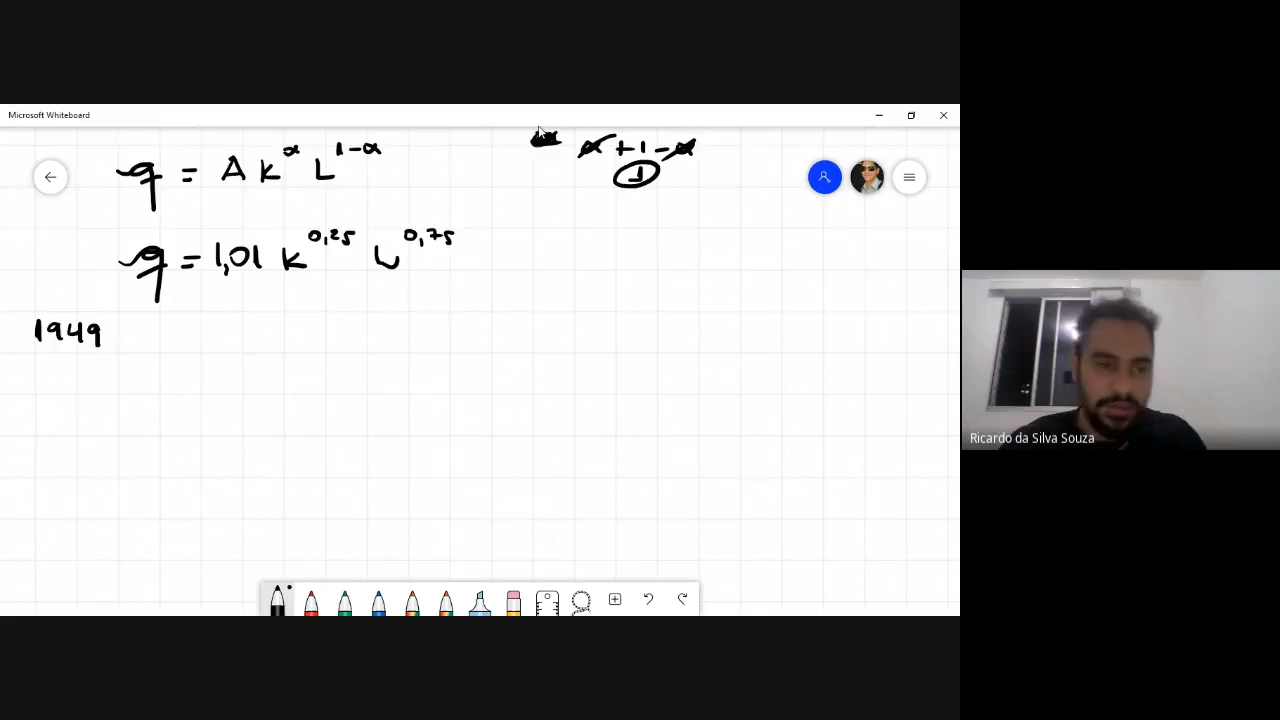 Microsoft Whiteboard
q = A K^α L^1-α
α + 1 - α
1
q = 1,01 K^0,25 L^0,75
1949
Ricardo da Silva Souza